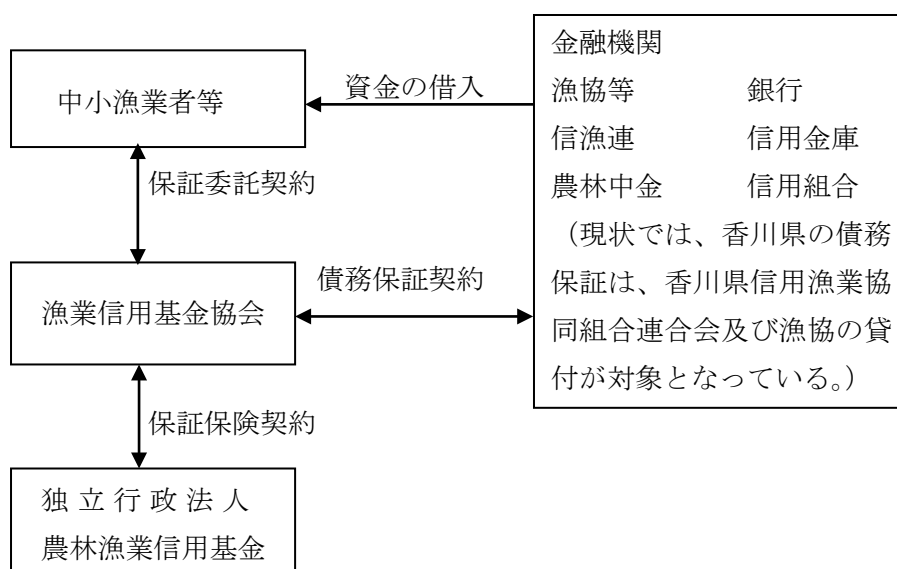 中小漁業者等
資金の借入
保証委託契約
漁業信用基金協会
債務保証契約
保証保険契約
独立行政法人
農林漁業信用基金
金融機関
漁協等 銀行
信漁連 信用金庫
農林中金 信用組合
（現状では、香川県の債務
保証は、香川県信用漁業協
同組合連合会及び漁協の貸
付が対象となっている。）